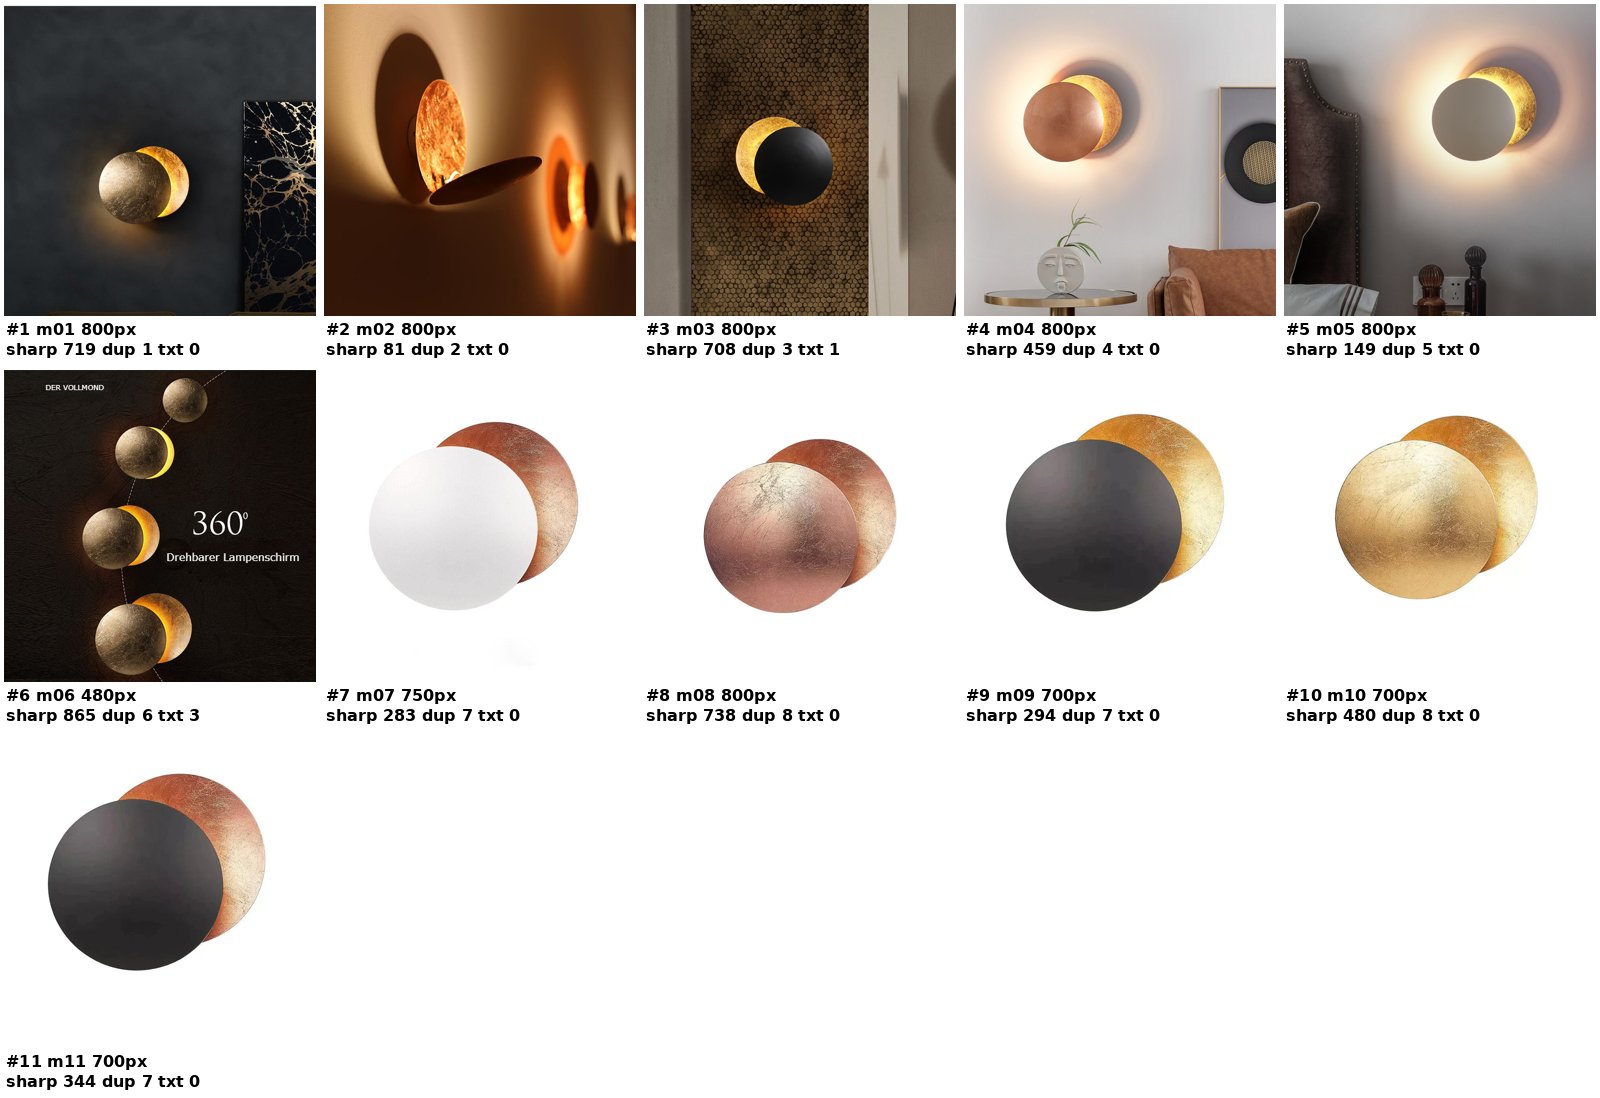 #1 m01 800px
sharp 719 dup 1 txt 0
#2 m02 800px
sharp 81 dup 2 txt 0
#3 m03 800px
sharp 708 dup 3 txt 1
#4 m04 800px
sharp 459 dup 4 txt 0
#5 m05 800px
sharp 149 dup 5 txt 0
DER VOLLMOND
360°
Drehbarer Lampenschirm
#6 m06 480px
sharp 865 dup 6 txt 3
#7 m07 750px
sharp 283 dup 7 txt 0
#8 m08 800px
sharp 738 dup 8 txt 0
#9 m09 700px
sharp 294 dup 7 txt 0
#10 m10 700px
sharp 480 dup 8 txt 0
#11 m11 700px
sharp 344 dup 7 txt 0